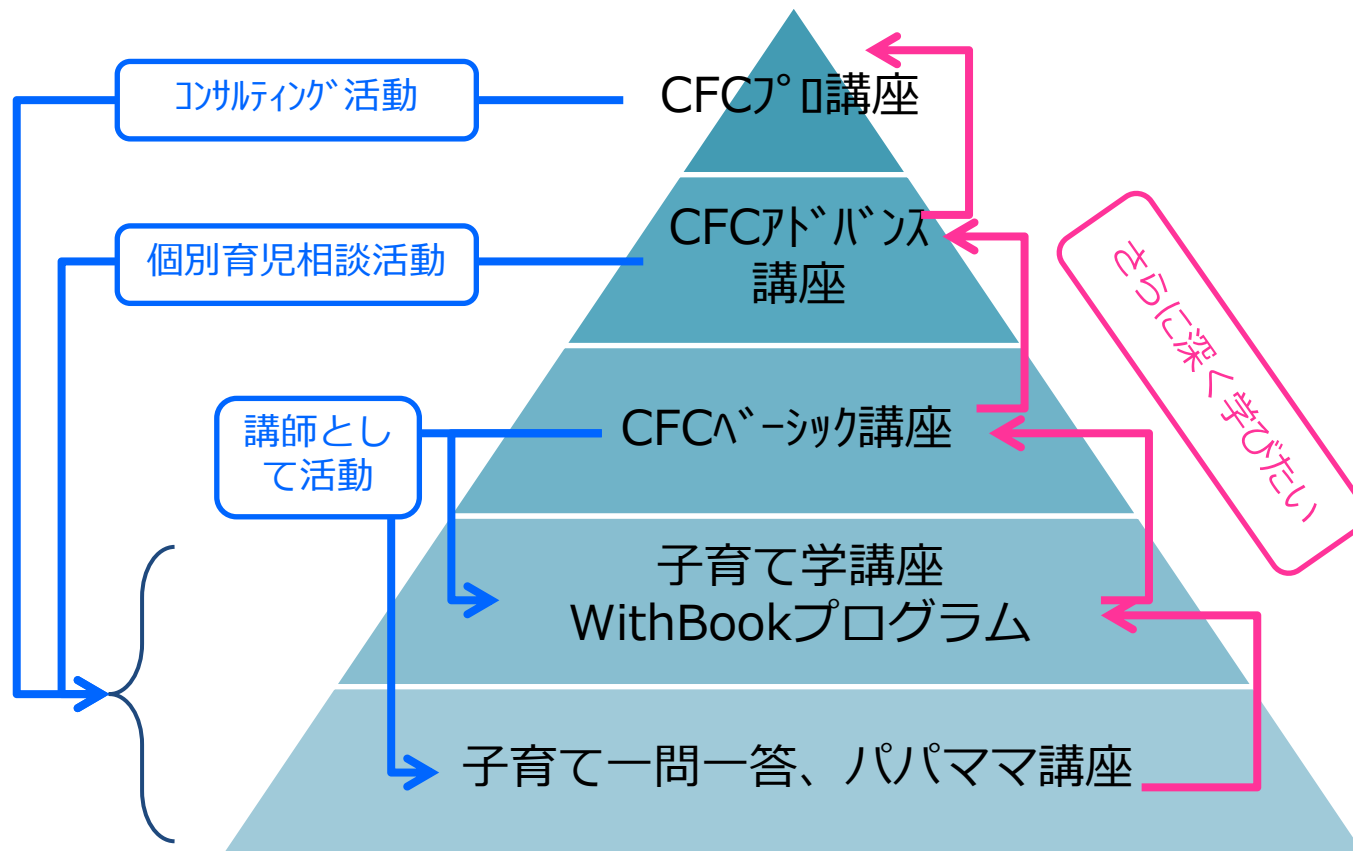 コンサルティング活動
CFCプロ講座
個別育児相談活動
CFCアドバンス
講座
さらに深く学びたい
講師とし
て活動
CFCベーシック講座
子育て学講座
WithBookプログラム
子育て一問一答、パパママ講座